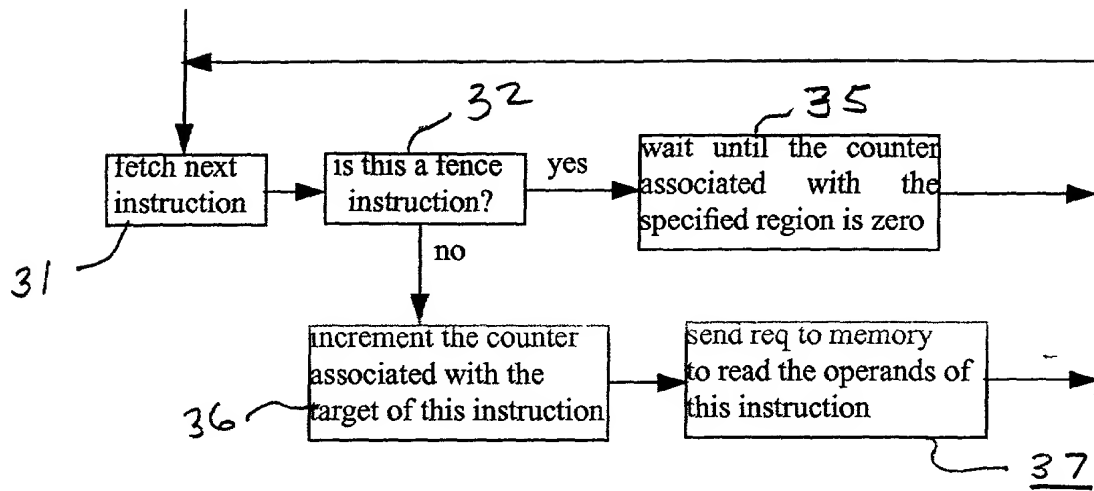 32
35
fetch next
instruction
is this a fence
instruction?
yes
wait until the counter
associated with the
specified region is zero
31
no
increment the counter
associated with the
target of this instruction
36
send req to memory
to read the operands of
this instruction
37